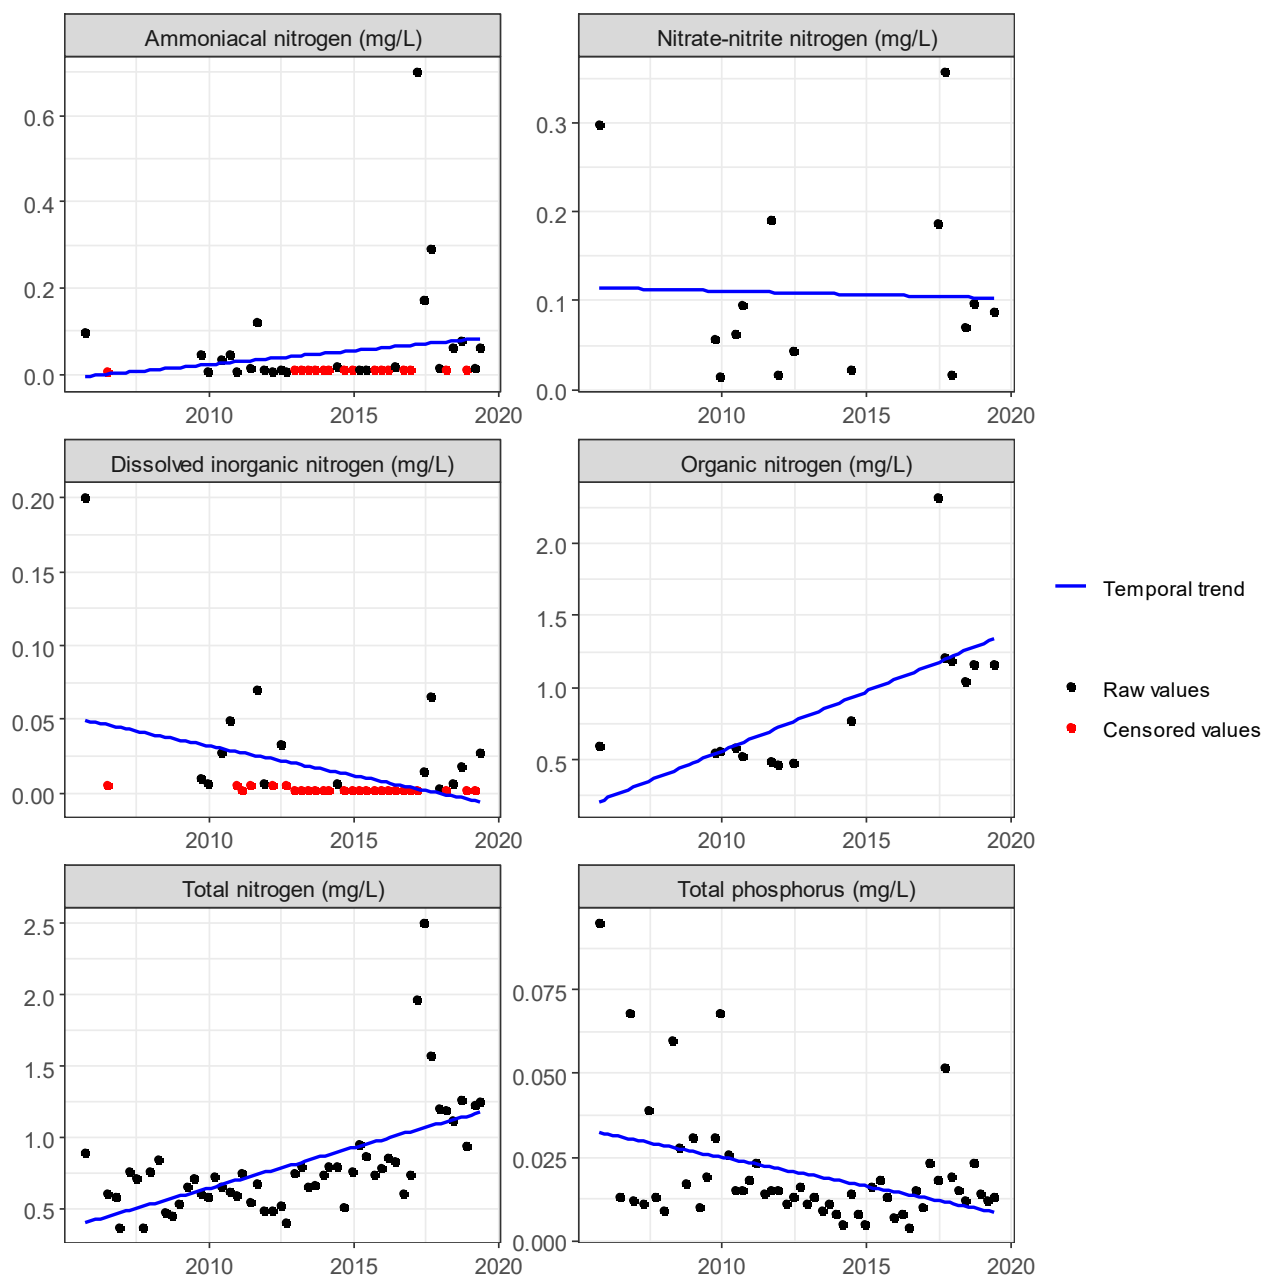 Ammoniacal nitrogen (mg/L)
Nitrate-nitrite nitrogen (mg/L)
0.6
0.4
0.2
0.0
0.3
0.2
0.1
0.0
2010 2015 2020
2010 2015 2020
Dissolved inorganic nitrogen (mg/L)
Organic nitrogen (mg/L)
0.20
0.15
0.10
0.05
0.00
2.0
1.5
1.0
0.5
2010 2015 2020
2010 2015 2020
Temporal trend
Raw values
Censored values
Total nitrogen (mg/L)
Total phosphorus (mg/L)
2.5
2.0
1.5
1.0
0.5
0.075
0.050
0.025
0.000
2010 2015 2020
2010 2015 2020